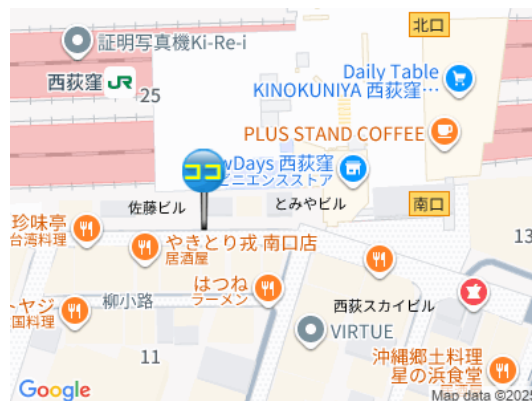 証明写真機Ki-Re-i
北口
西荻窪 JR
25
Daily Table
KINOKUNIYA 西荻窪…
PLUS STAND COFFEE
wDays 西荻窪
ビニエンスストア
ココ
佐藤ビル
とみやビル
南口
珍味亭
台湾料理
やきとり戎 南口店
居酒屋
13
はつね
ラーメン
トヤジ
国料理
柳小路
西荻スカイビル
VIRTUE
11
沖縄郷土料理
星の浜食堂
Google
Map data ©202